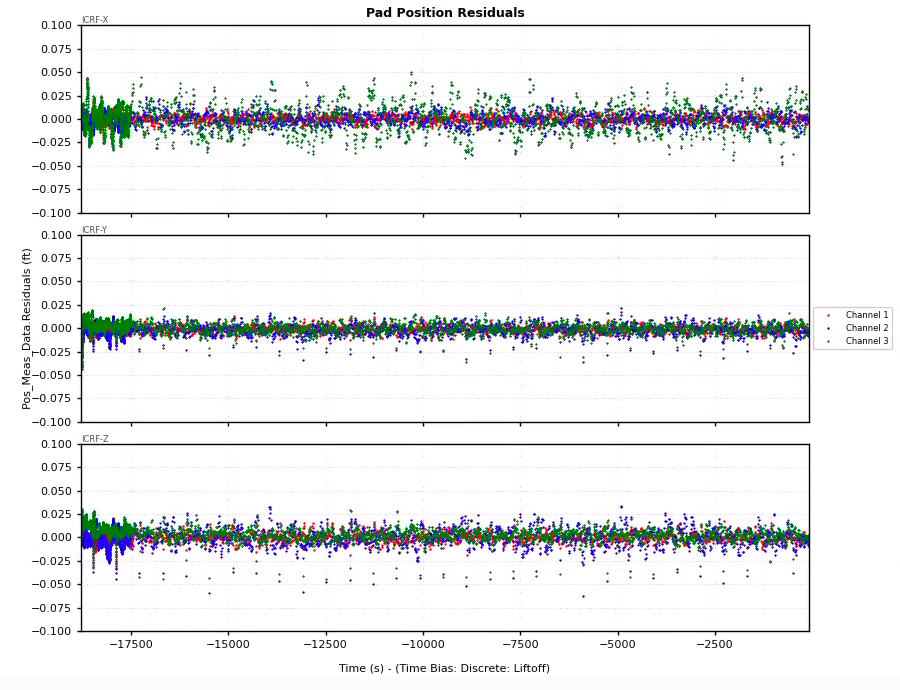 Pad Position Residuals
ICRF-X
0.100
0.075
0.050
0.025
0.000
−0.025
−0.050
−0.075
−0.100
ICRF-Y
0.100
0.075
0.050
0.025
0.000
−0.025
−0.050
−0.075
−0.100
Pos_Meas_Data.Residuals (ft)
Channel 1
Channel 2
Channel 3
ICRF-Z
0.100
0.075
0.050
0.025
0.000
−0.025
−0.050
−0.075
−0.100
−17500 −15000 −12500 −10000 −7500 −5000 −2500
Time (s) - (Time Bias: Discrete: Liftoff)